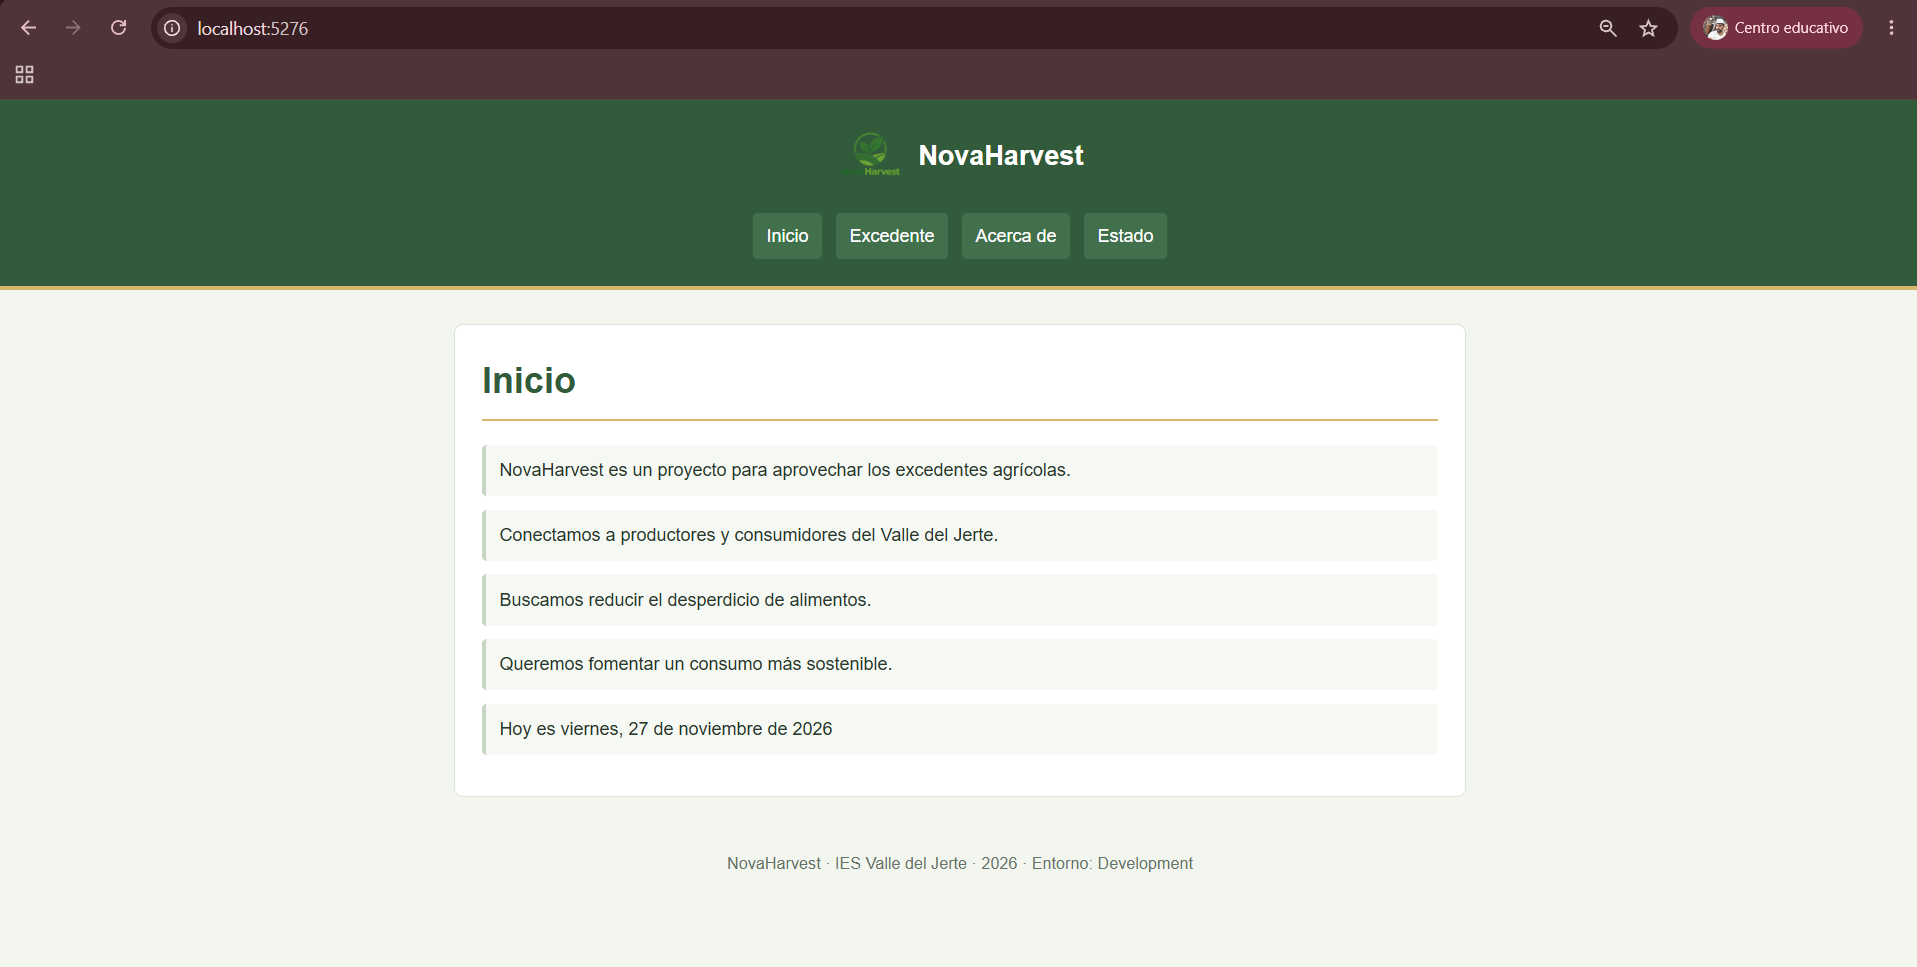 localhost:5276
Centro educativo
Harvest
NovaHarvest
Inicio Excedente Acerca de Estado
Inicio
NovaHarvest es un proyecto para aprovechar los excedentes agrícolas.
Conectamos a productores y consumidores del Valle del Jerte.
Buscamos reducir el desperdicio de alimentos.
Queremos fomentar un consumo más sostenible.
Hoy es viernes, 27 de noviembre de 2026
NovaHarvest · IES Valle del Jerte · 2026 · Entorno: Development